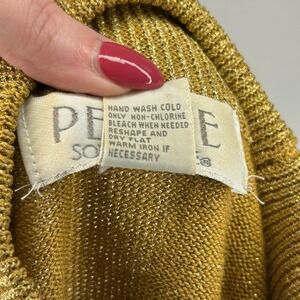 HAND WASH COLD
ONLY NON-CHLORINE
BLEACH WHEN NEEDED
RESHAPE AND
DRY FLAT
WARM IRON IF
NECESSARY